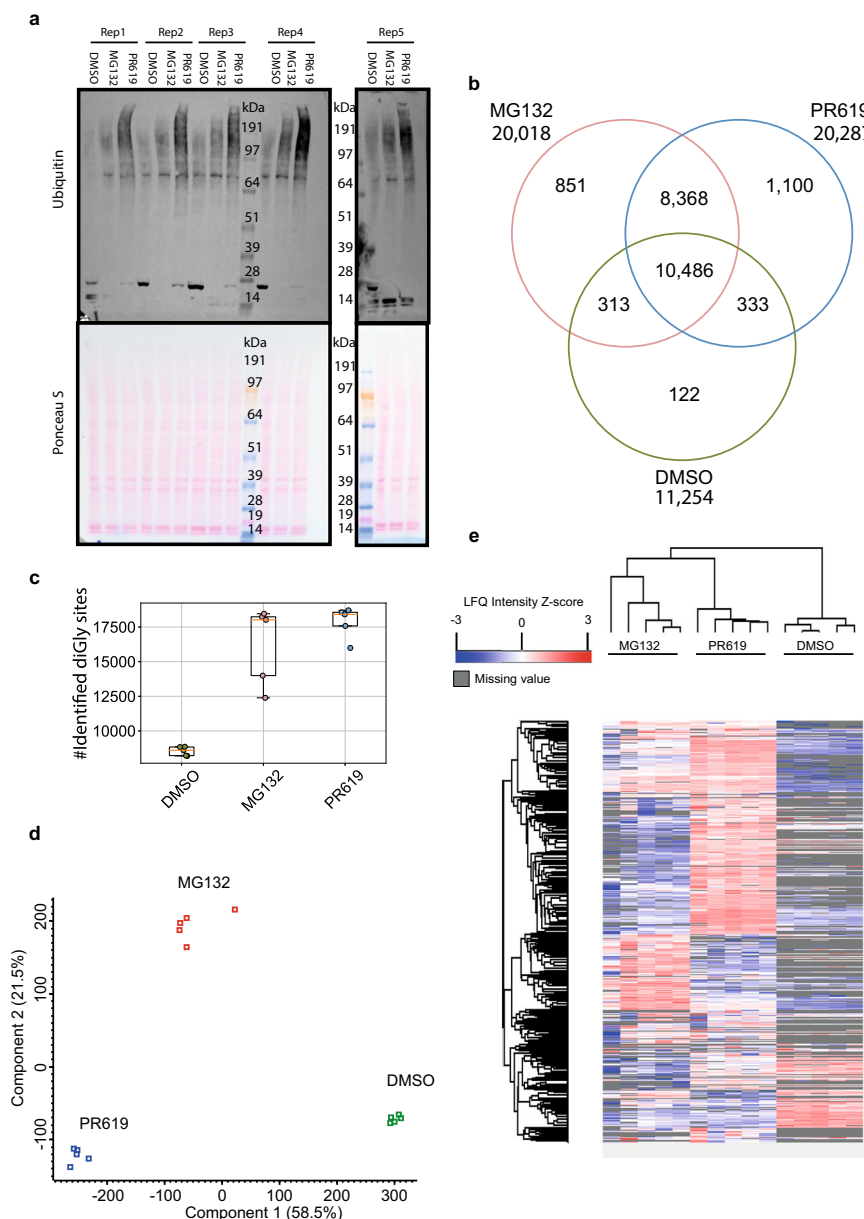 a
Rep1 Rep2 Rep3 Rep4 Rep5
DMSO MG132 PR619 DMSO MG132 PR619 DMSO MG132 PR619 DMSO MG132 PR619 DMSO MG132 PR619
Ubiquitin
kDa kDa
191 191
97 97
64 64
51 51
39 39
28 28
14 14
Ponceau S
kDa kDa
191 191
97 97
64 64
51 51
39 39
28 28
19 19
14 14
b
MG132
20,018
PR619
20,287
851
8,368
1,100
10,486
313
333
122
DMSO
11,254
c
#Identified diGly sites
17500
15000
12500
10000
DMSO
MG132
PR619
d
MG132
DMSO
PR619
Component 2 (21.5%)
200
100
0
-100
-200 -100 0 100 200 300
Component 1 (58.5%)
e
LFQ Intensity Z-score
-3 0 3
Missing value
MG132 PR619 DMSO